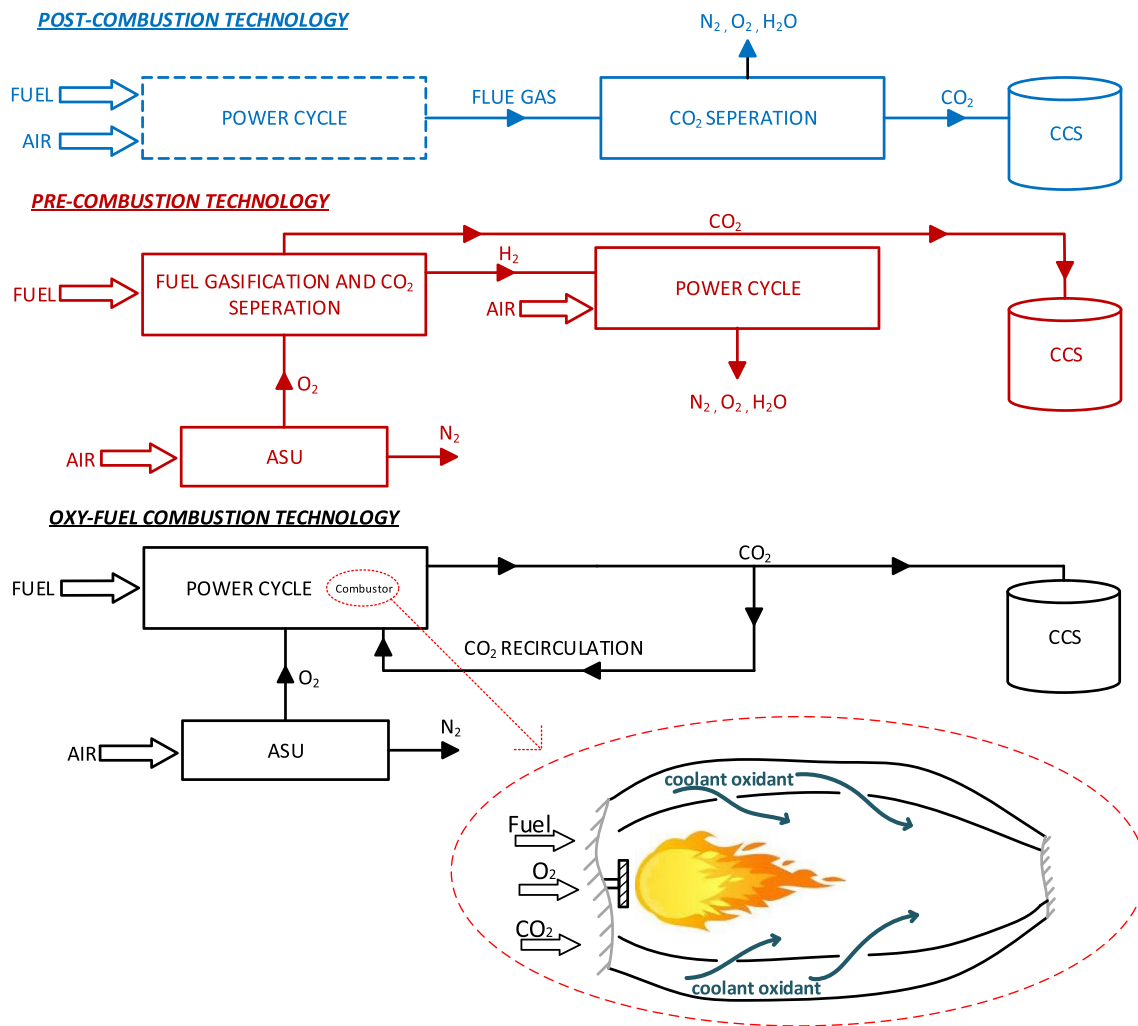 POST-COMBUSTION TECHNOLOGY
N₂ , O₂ , H₂O
FUEL
AIR
POWER CYCLE
FLUE GAS
CO₂ SEPERATION
CO₂
CCS
PRE-COMBUSTION TECHNOLOGY
CO₂
FUEL
FUEL GASIFICATION AND CO₂
SEPERATION
H₂
AIR
POWER CYCLE
CCS
O₂
N₂ , O₂ , H₂O
AIR
ASU
N₂
OXY-FUEL COMBUSTION TECHNOLOGY
CO₂
FUEL
POWER CYCLE
Combustor
CCS
CO₂ RECIRCULATION
O₂
AIR
ASU
N₂
coolant oxidant
Fuel
O₂
CO₂
coolant oxidant